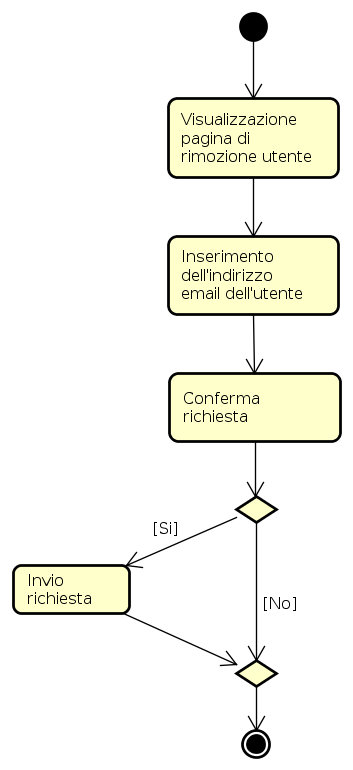 Visualizzazione
pagina di
rimozione utente
Inserimento
dell'indirizzo
email dell'utente
Conferma
richiesta
[Si]
Invio
richiesta
[No]